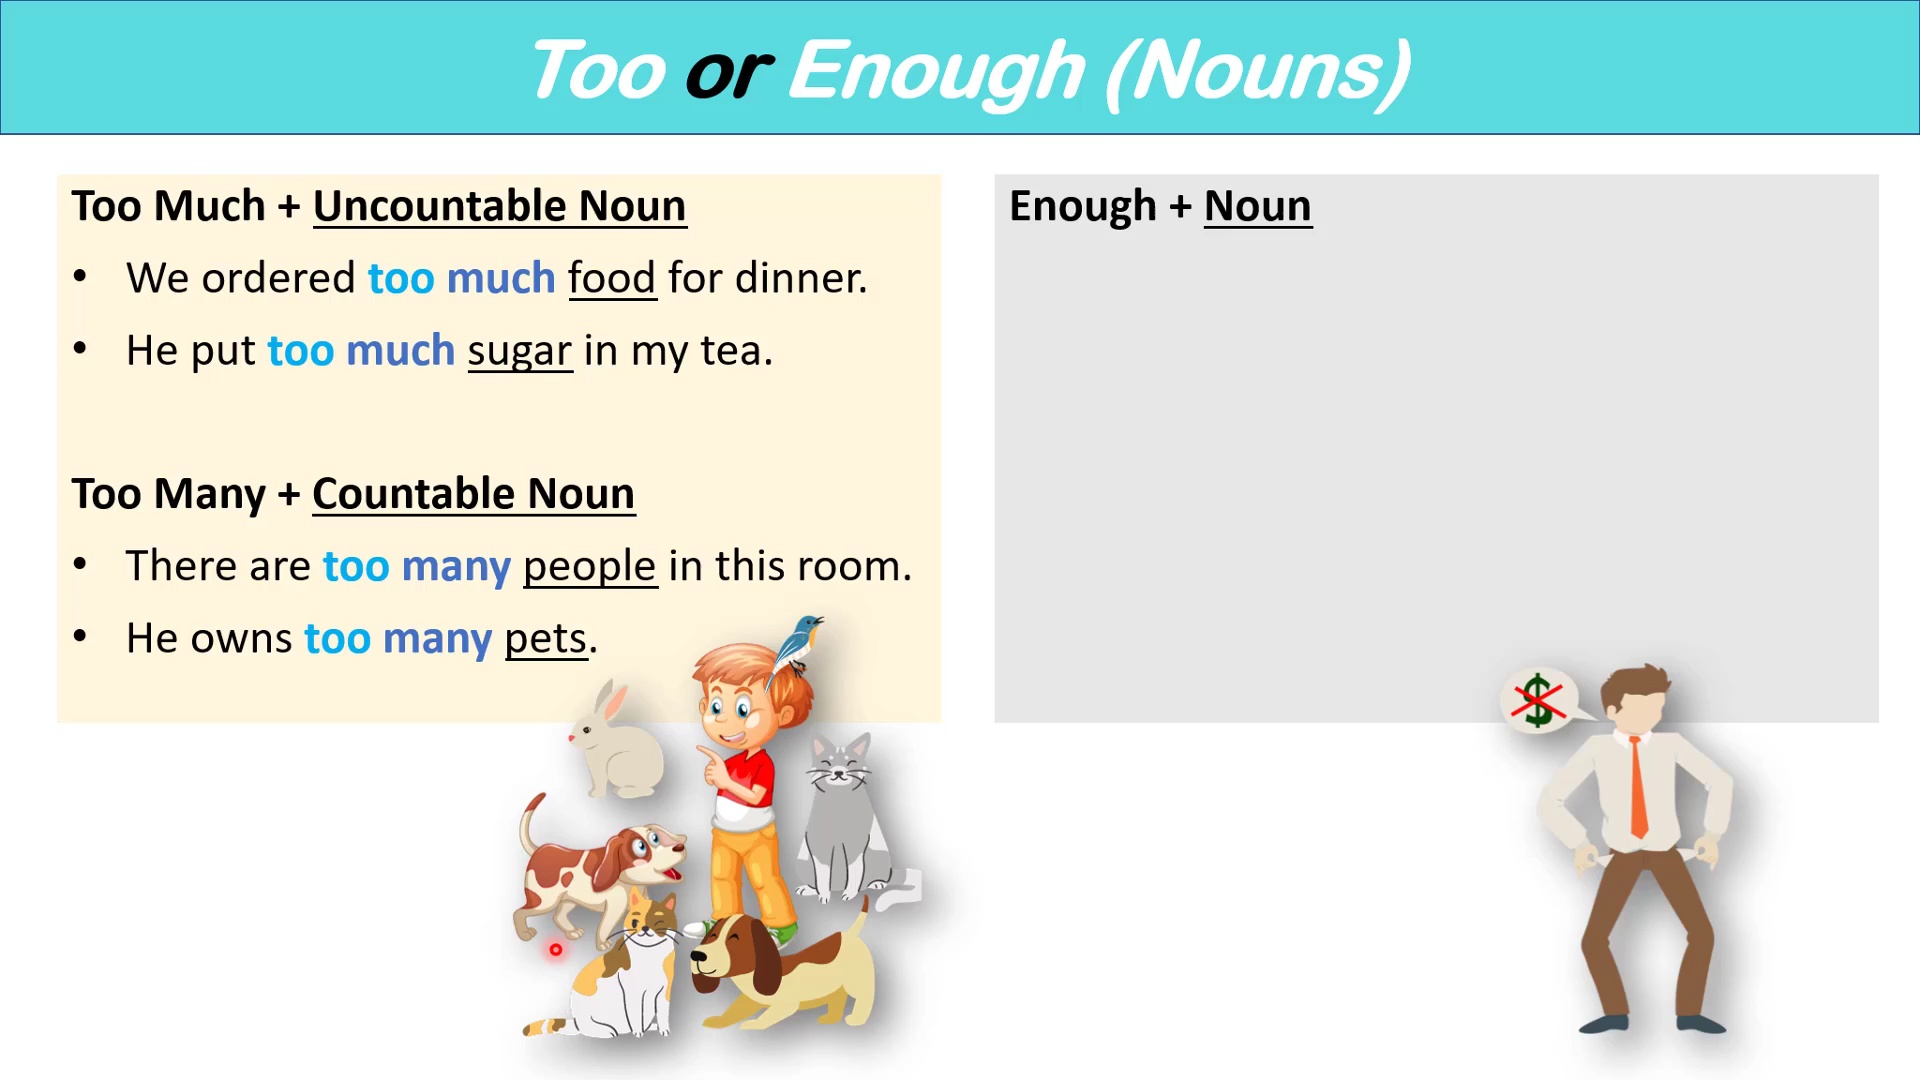 Too or Enough (Nouns)
Too Much + Uncountable Noun
• We ordered too much food for dinner.
• He put too much sugar in my tea.
Too Many + Countable Noun
• There are too many people in this room.
• He owns too many pets.
Enough + Noun
$